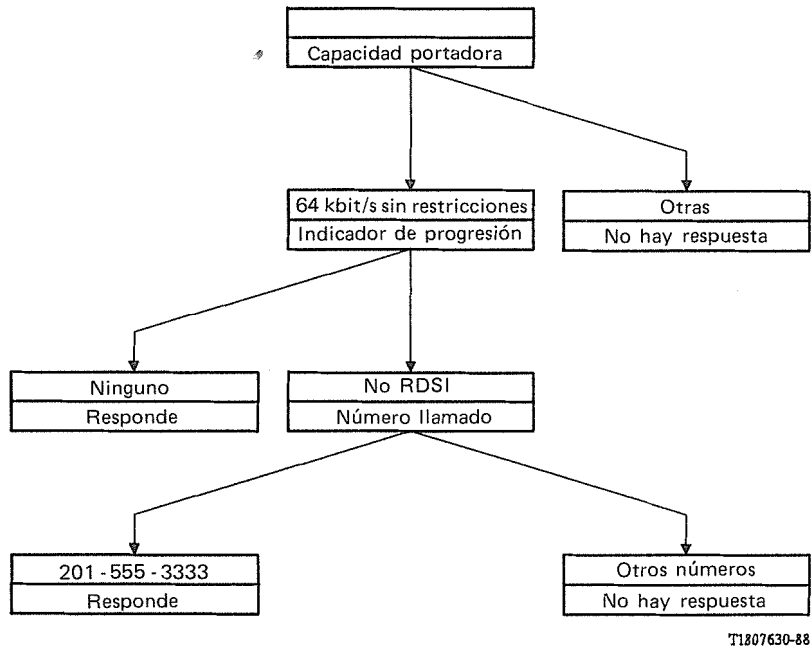 Capacidad portadora
64 kbit/s sin restricciones
Indicador de progresión
Otras
No hay respuesta
Ninguno
Responde
No RDSI
Número llamado
201 - 555 - 3333
Responde
Otros números
No hay respuesta
T1807630-88